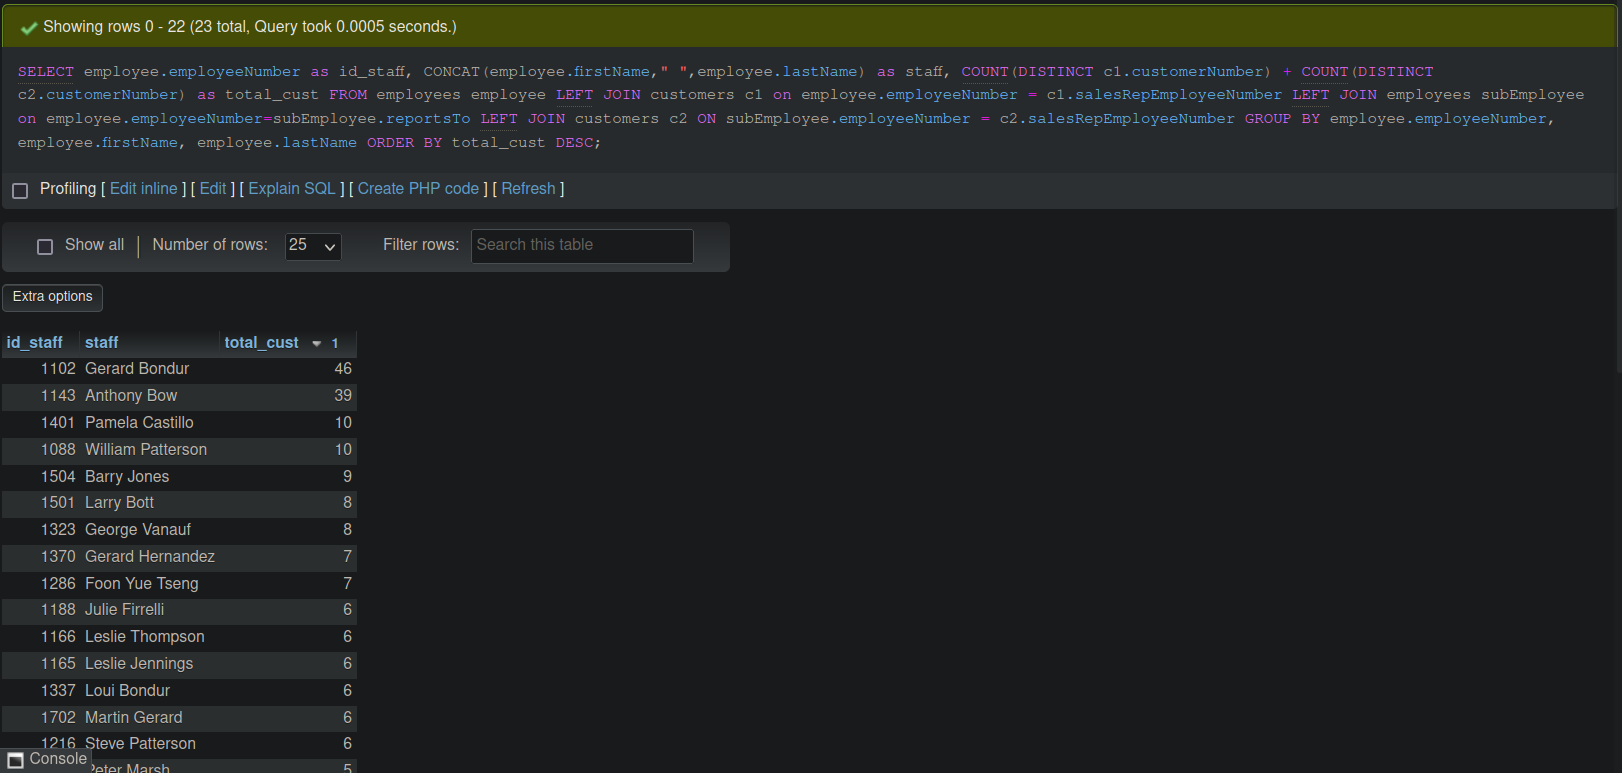 Showing rows 0 - 22 (23 total, Query took 0.0005 seconds.)
SELECT employee.employeeNumber as id_staff, CONCAT(employee.firstName," ",employee.lastName) as staff, COUNT(DISTINCT c1.customerNumber) + COUNT(DISTINCT
c2.customerNumber) as total_cust FROM employees employee LEFT JOIN customers c1 on employee.employeeNumber = c1.salesRepEmployeeNumber LEFT JOIN employees subEmployee
on employee.employeeNumber=subEmployee.reportsTo LEFT JOIN customers c2 ON subEmployee.employeeNumber = c2.salesRepEmployeeNumber GROUP BY employee.employeeNumber,
employee.firstName, employee.lastName ORDER BY total_cust DESC;
Profiling [ Edit inline ] [ Edit ] [ Explain SQL ] [ Create PHP code ] [ Refresh ]
Show all | Number of rows: 25 Filter rows: Search this table
Extra options
id_staff staff total_cust 1
1102 Gerard Bondur 46
1143 Anthony Bow 39
1401 Pamela Castillo 10
1088 William Patterson 10
1504 Barry Jones 9
1501 Larry Bott 8
1323 George Vanauf 8
1370 Gerard Hernandez 7
1286 Foon Yue Tseng 7
1188 Julie Firrelli 6
1166 Leslie Thompson 6
1165 Leslie Jennings 6
1337 Loui Bondur 6
1702 Martin Gerard 6
1216 Steve Patterson 6
Console
Peter Marsh 5